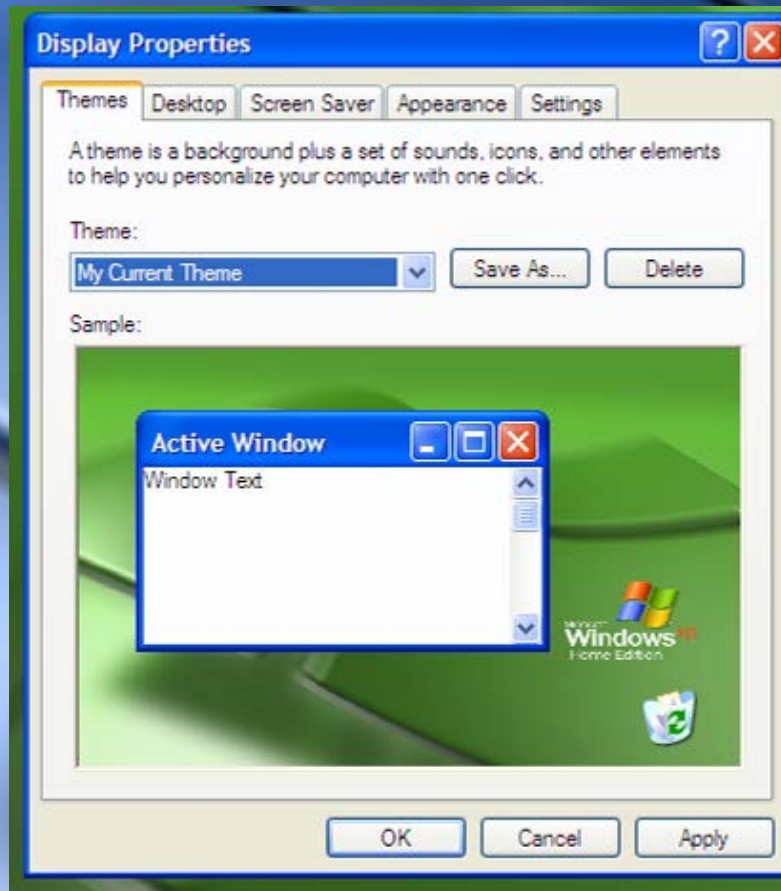 Display Properties
Themes Desktop Screen Saver Appearance Settings
A theme is a background plus a set of sounds, icons, and other elements
to help you personalize your computer with one click.
Theme:
My Current Theme Save As... Delete
Sample:
Active Window
Window Text
Microsoft
Windows xp
Home Edition
OK Cancel Apply